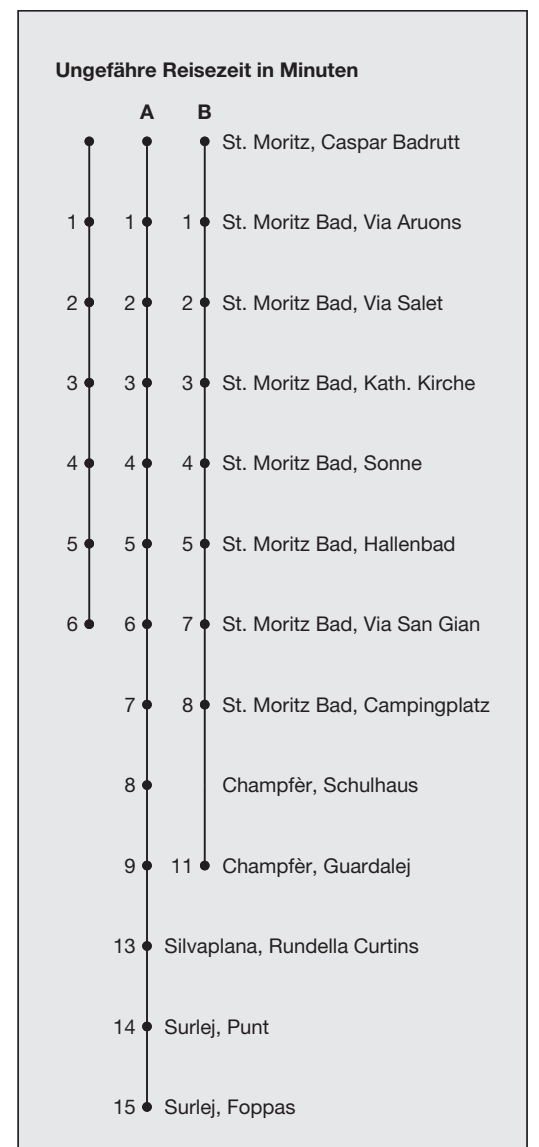 Ungefähre Reisezeit in Minuten
A B
St. Moritz, Caspar Badrutt
1 1 1 St. Moritz Bad, Via Aruons
2 2 2 St. Moritz Bad, Via Salet
3 3 3 St. Moritz Bad, Kath. Kirche
4 4 4 St. Moritz Bad, Sonne
5 5 5 St. Moritz Bad, Hallenbad
6 6 7 St. Moritz Bad, Via San Gian
7 8 St. Moritz Bad, Campingplatz
8 Champfèr, Schulhaus
9 11 Champfèr, Guardalej
13 Silvaplana, Rundella Curtins
14 Surlej, Punt
15 Surlej, Foppas